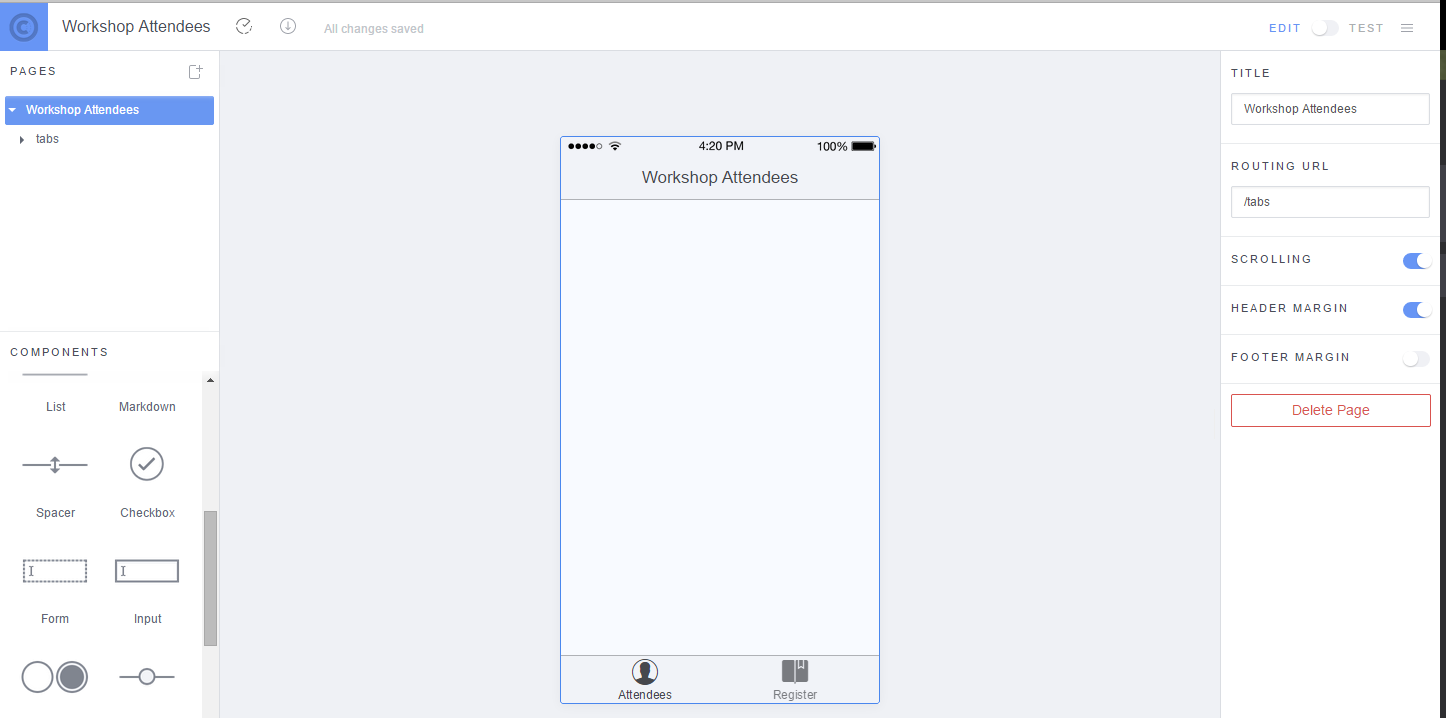 Workshop Attendees
All changes saved
EDIT
TEST
PAGES
Workshop Attendees
tabs
COMPONENTS
List
Markdown
Spacer
Checkbox
Form
Input
4:20 PM
100%
Workshop Attendees
Attendees
Register
TITLE
Workshop Attendees
ROUTING URL
/tabs
SCROLLING
HEADER MARGIN
FOOTER MARGIN
Delete Page